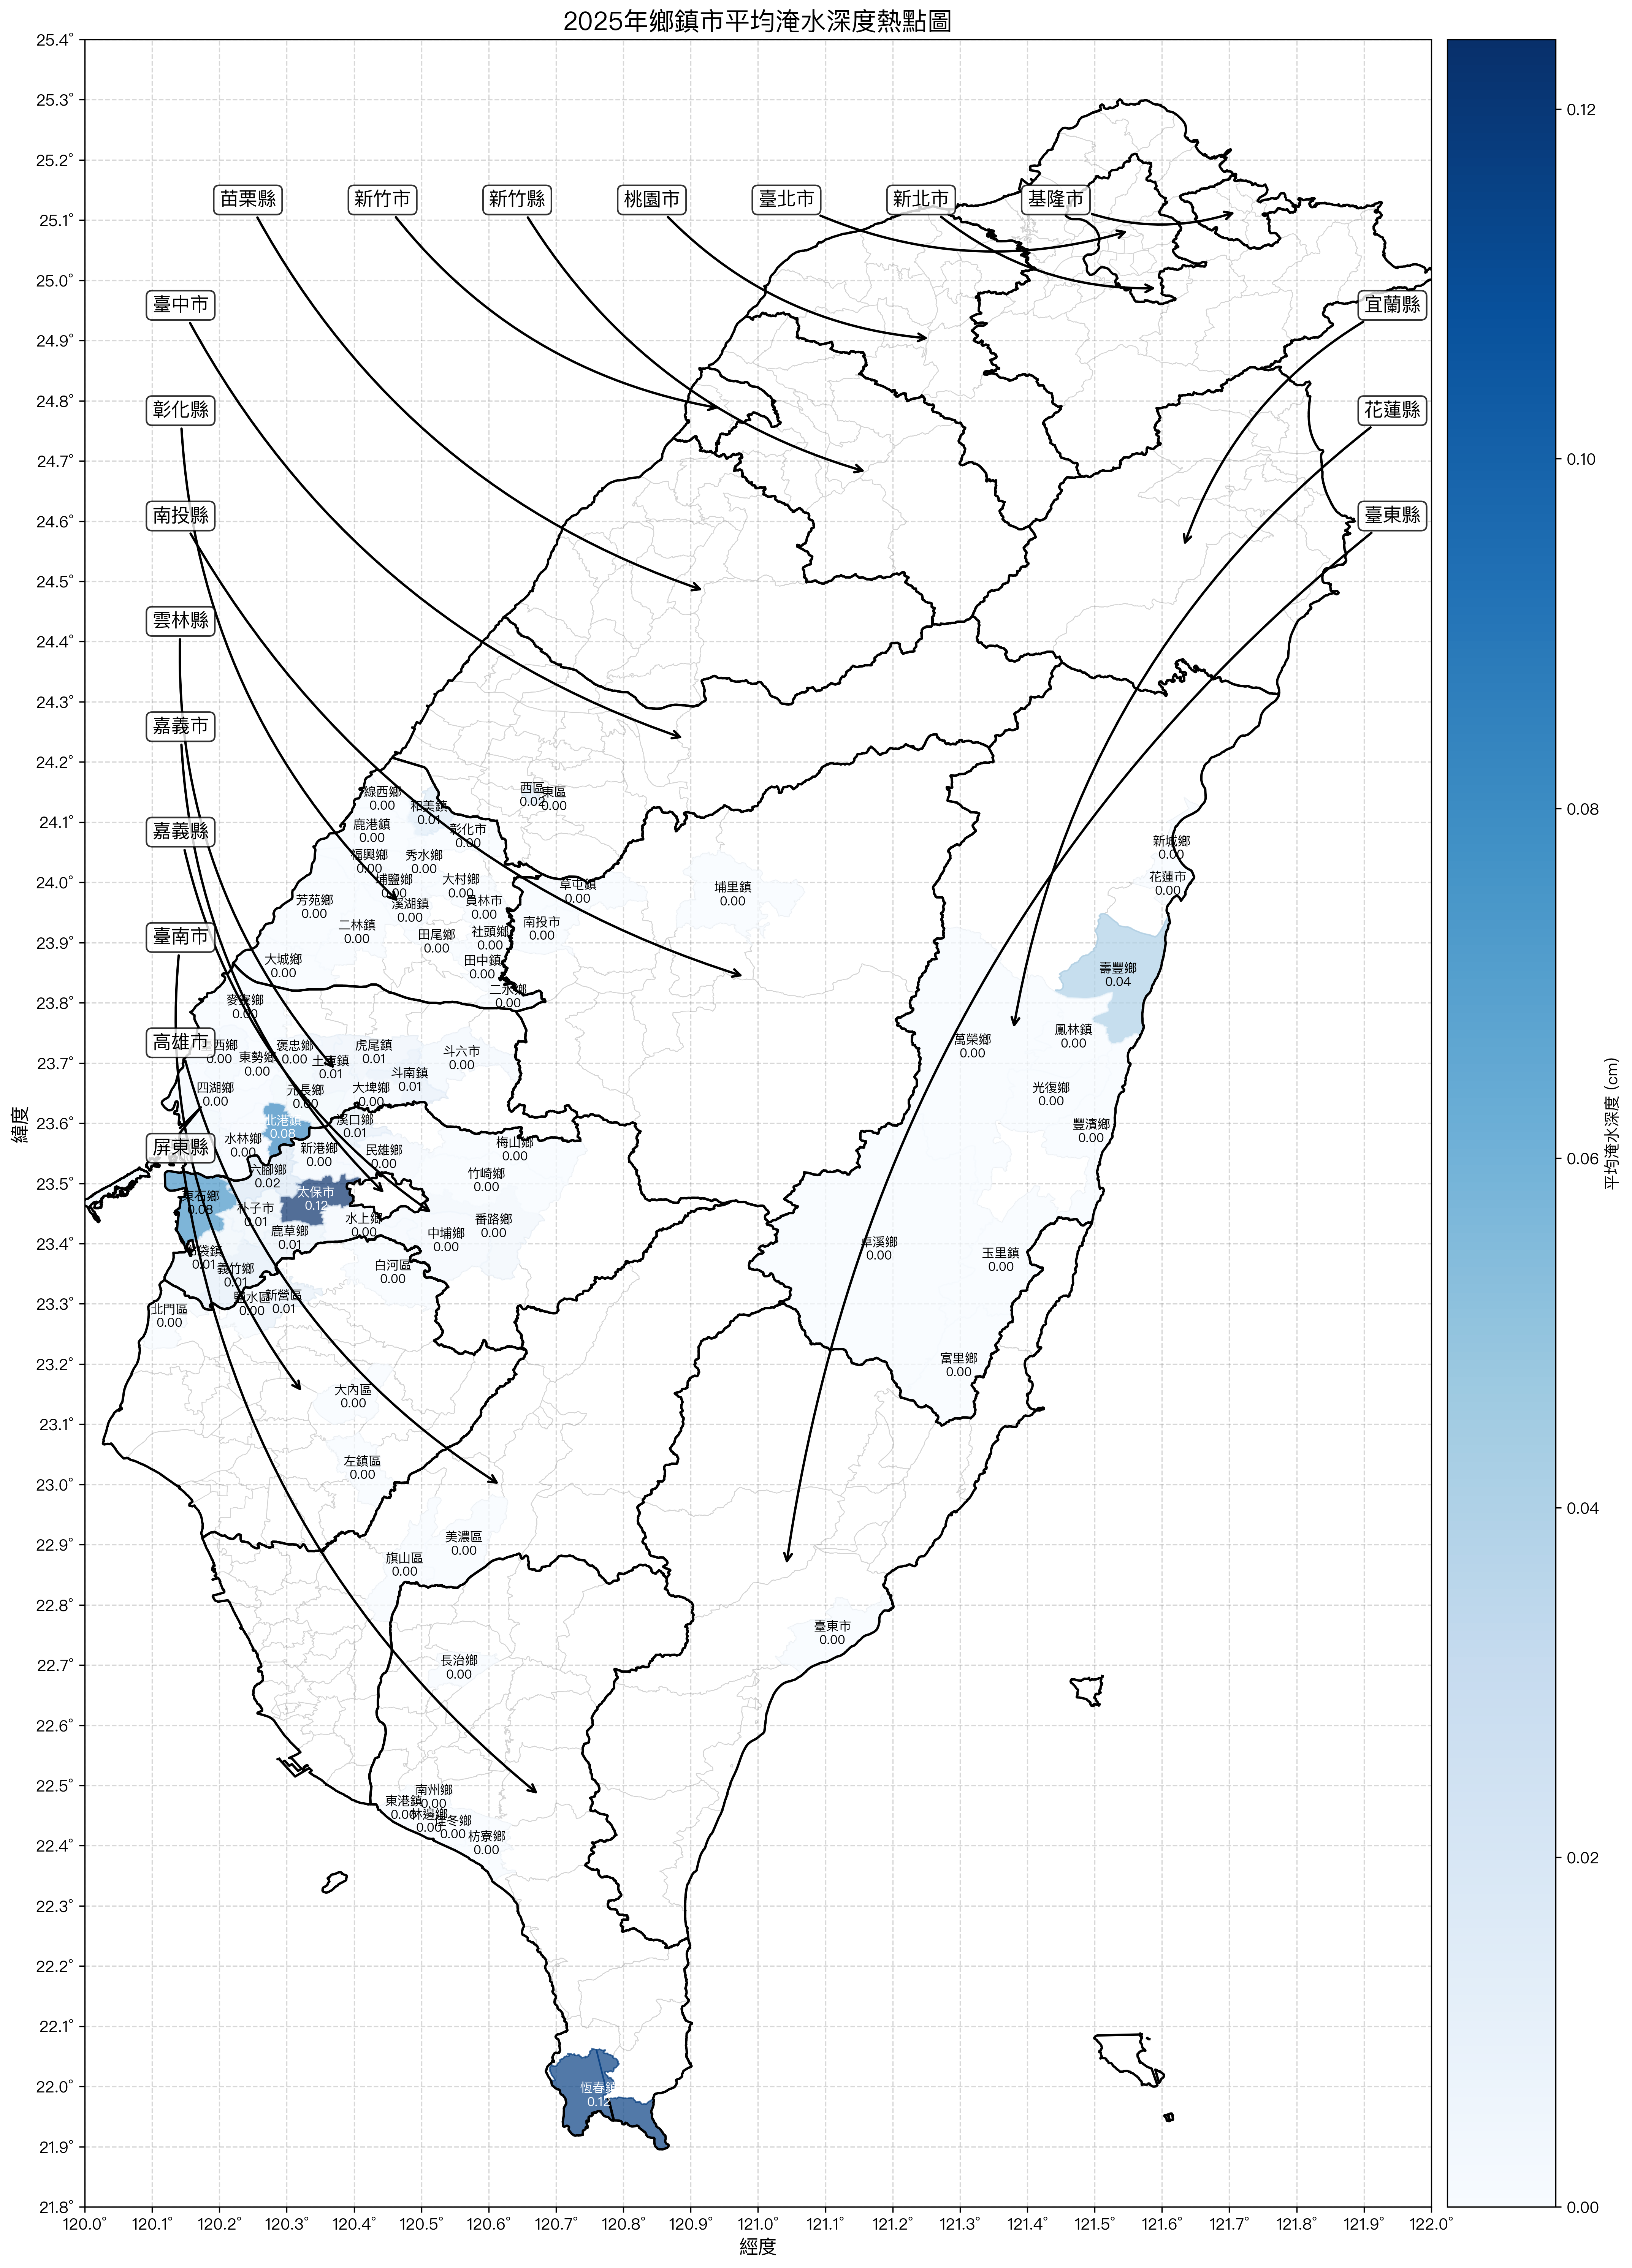 2025年鄉鎮市平均淹水深度熱點圖
25.4°
25.3°
25.2°
25.1°
25.0°
24.9°
24.8°
24.7°
24.6°
24.5°
24.4°
24.3°
24.2°
24.1°
24.0°
23.9°
23.8°
23.7°
23.6°
23.5°
23.4°
23.3°
23.2°
23.1°
23.0°
22.9°
22.8°
22.7°
22.6°
22.5°
22.4°
22.3°
22.2°
22.1°
22.0°
21.9°
21.8°
緯度
苗栗縣
新竹市
新竹縣
桃園市
臺北市
新北市
基隆市
臺中市
宜蘭縣
彰化縣
花蓮縣
南投縣
臺東縣
雲林縣
嘉義市
嘉義縣
臺南市
高雄市
屏東縣
線西鄉
0.00
和美鎮
0.01
西區
0.02
東區
0.00
鹿港鎮
0.00
彰化市
0.00
福興鄉
0.00
秀水鄉
0.00
埔鹽鄉
0.00
大村鄉
0.00
芳苑鄉
0.00
溪湖鎮
0.00
員林市
0.00
草屯鎮
0.00
埔里鎮
0.00
二林鎮
0.00
田尾鄉
0.00
社頭鄉
0.00
南投市
0.00
大城鄉
0.00
田中鎮
0.00
二水鄉
0.00
新城鄉
0.00
花蓮市
0.00
壽豐鄉
0.04
鳳林鎮
0.00
萬榮鄉
0.00
光復鄉
0.00
豐濱鄉
0.00
卓溪鄉
0.00
玉里鎮
0.00
富里鄉
0.00
麥寮鄉
0.00
西鄉
0.00
東勢鄉
0.00
褒忠鄉
0.00
土庫鎮
0.01
虎尾鎮
0.01
斗六市
0.00
斗南鎮
0.01
四湖鄉
0.00
元長鄉
0.00
大埤鄉
0.00
北港鎮
0.08
水林鄉
0.00
溪口鄉
0.01
新港鄉
0.00
民雄鄉
0.00
梅山鄉
0.00
六腳鄉
0.02
竹崎鄉
0.00
東石鄉
0.08
太保市
0.12
朴子市
0.01
鹿草鄉
0.01
水上鄉
0.00
中埔鄉
0.00
番路鄉
0.00
袋鎮
0.01
義竹鄉
0.01
白河區
0.00
鹽水區
0.00
新營區
0.01
北門區
0.00
大內區
0.00
左鎮區
0.00
美濃區
0.00
旗山區
0.00
臺東市
0.00
長治鄉
0.00
南州鄉
0.00
東港鎮
0.00
林邊鄉
0.00
佳冬鄉
0.00
枋寮鄉
0.00
恆春鎮
0.12
120.0°
120.1°
120.2°
120.3°
120.4°
120.5°
120.6°
120.7°
120.8°
120.9°
121.0°
121.1°
121.2°
121.3°
121.4°
121.5°
121.6°
121.7°
121.8°
121.9°
122.0°
經度
0.12
0.10
0.08
0.06
0.04
0.02
0.00
平均淹水深度 (cm)